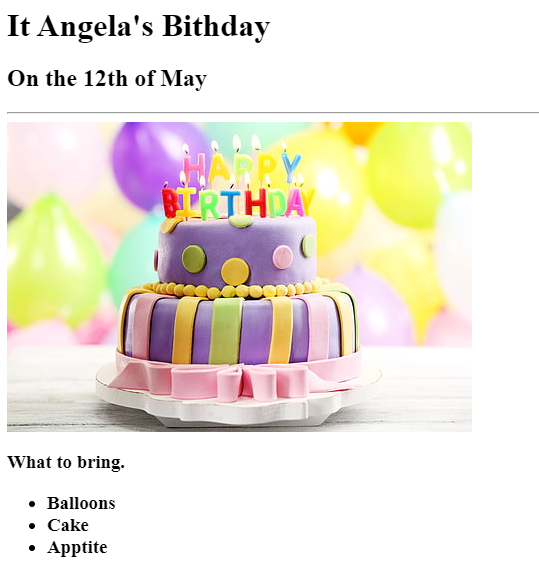 It Angela's Bithday
On the 12th of May
HAPPY
BIRTHDAY
What to bring.
Balloons
Cake
Apptite